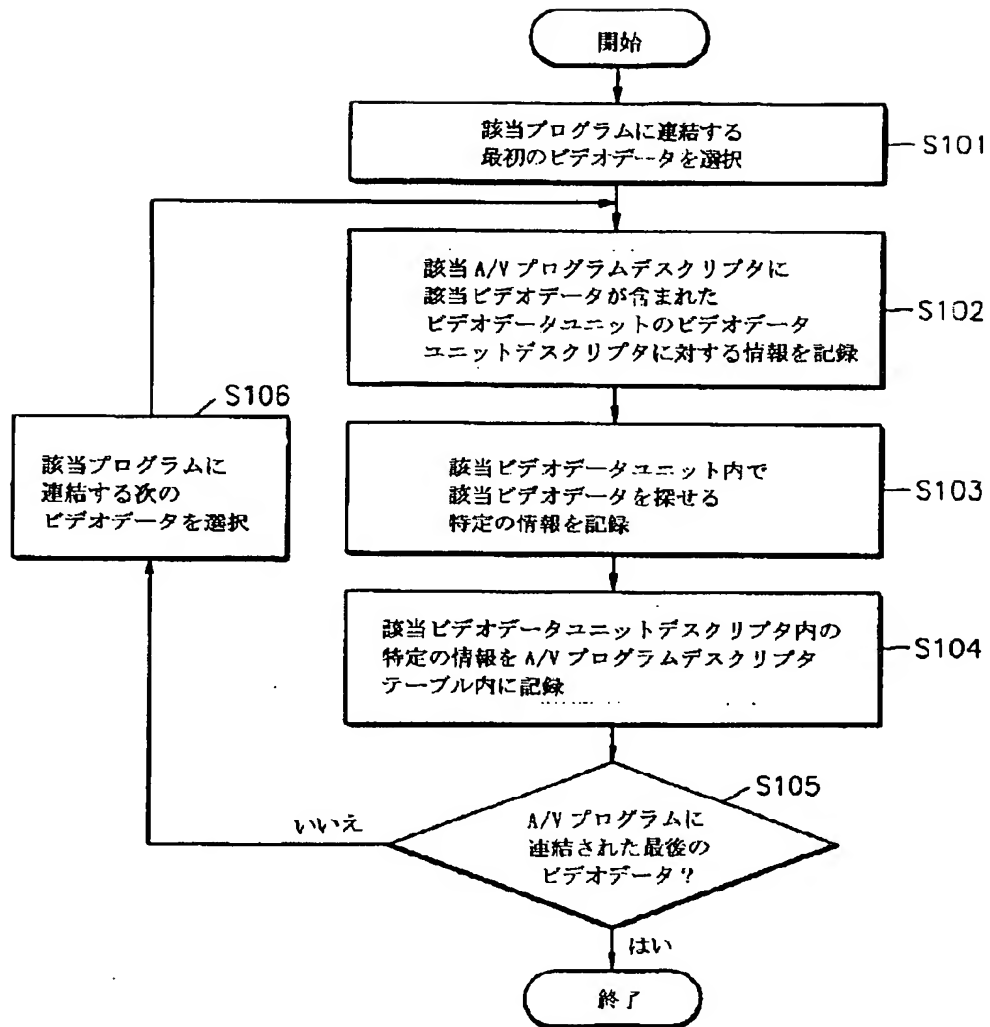 開始
該当プログラムに連結する
最初のビデオデータを選択
S101
該当 A/V プログラムデスクリプタに
該当ビデオデータが含まれた
ビデオデータユニットのビデオデータ
ユニットデスクリプタに対する情報を記録
S102
S106
該当プログラムに
連結する次の
ビデオデータを選択
該当ビデオデータユニット内で
該当ビデオデータを探せる
特定の情報を記録
S103
該当ビデオデータユニットデスクリプタ内の
特定の情報を A/V プログラムデスクリプタ
テーブル内に記録
S104
S105
いいえ
A/V プログラムに
連結された最後の
ビデオデータ?
はい
終了